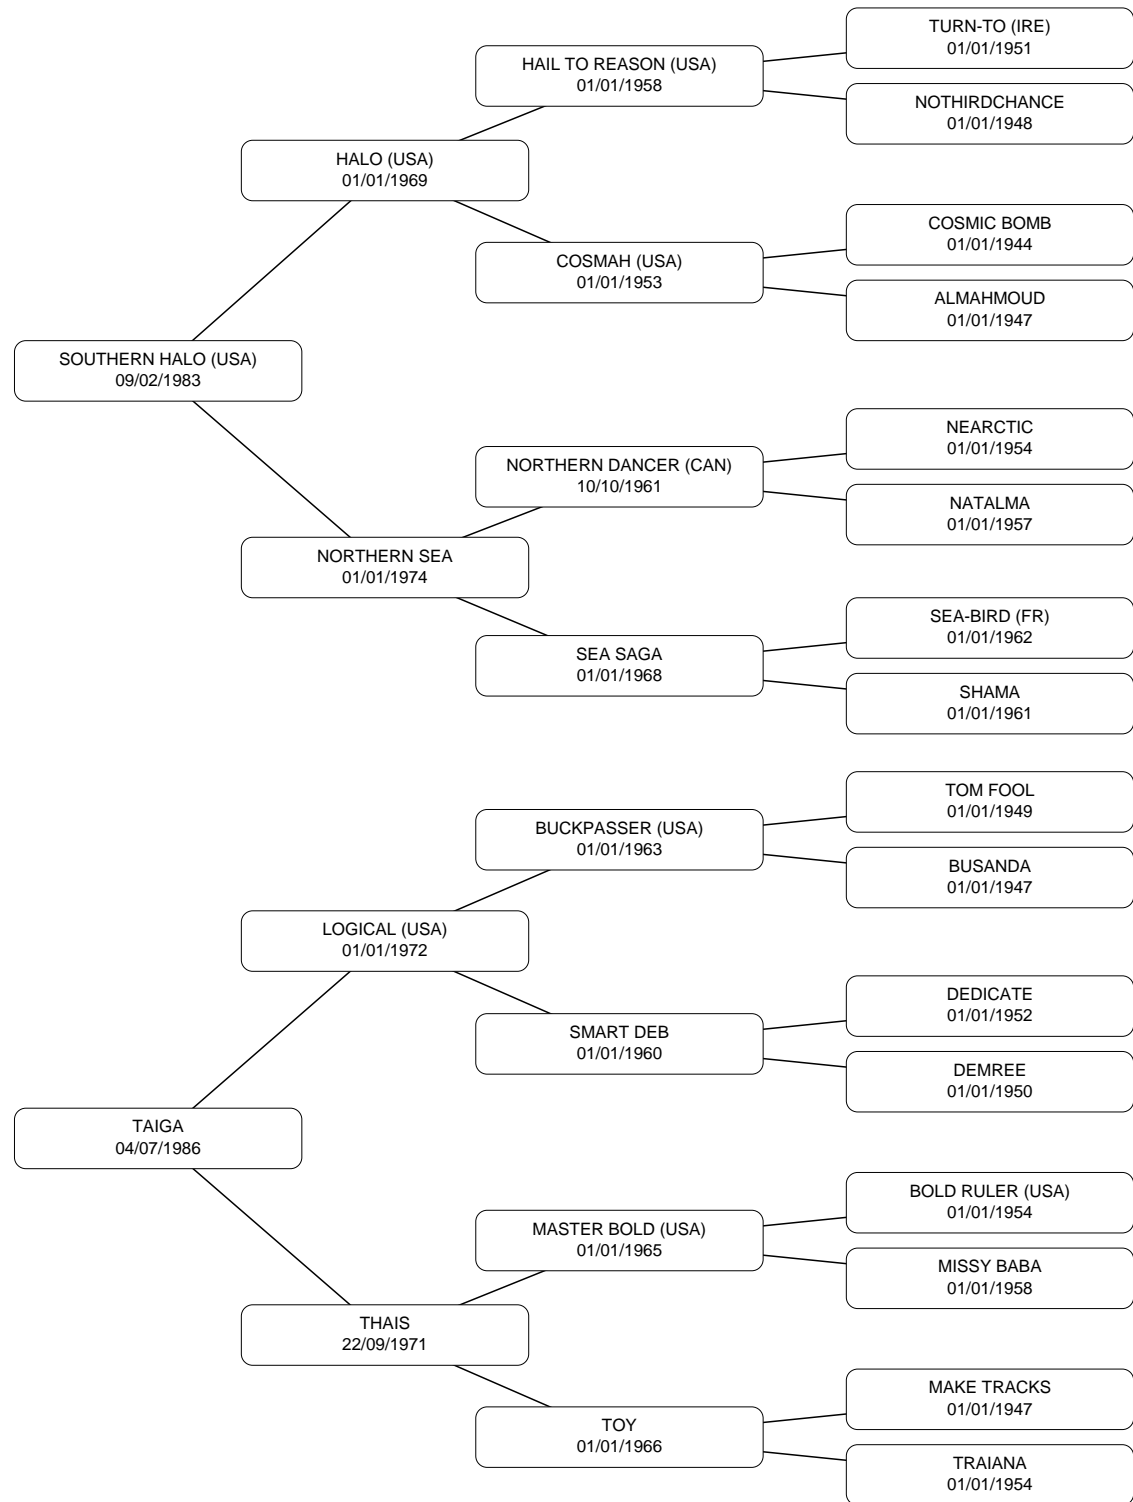 TURN-TO (IRE)
01/01/1951
HAIL TO REASON (USA)
01/01/1958
NOTHIRDCHANCE
01/01/1948
HALO (USA)
01/01/1969
COSMIC BOMB
01/01/1944
COSMAH (USA)
01/01/1953
ALMAHMOUD
01/01/1947
SOUTHERN HALO (USA)
09/02/1983
NEARCTIC
01/01/1954
NORTHERN DANCER (CAN)
10/10/1961
NATALMA
01/01/1957
NORTHERN SEA
01/01/1974
SEA-BIRD (FR)
01/01/1962
SEA SAGA
01/01/1968
SHAMA
01/01/1961
TOM FOOL
01/01/1949
BUCKPASSER (USA)
01/01/1963
BUSANDA
01/01/1947
LOGICAL (USA)
01/01/1972
DEDICATE
01/01/1952
SMART DEB
01/01/1960
DEMREE
01/01/1950
TAIGA
04/07/1986
BOLD RULER (USA)
01/01/1954
MASTER BOLD (USA)
01/01/1965
MISSY BABA
01/01/1958
THAIS
22/09/1971
MAKE TRACKS
01/01/1947
TOY
01/01/1966
TRAIANA
01/01/1954